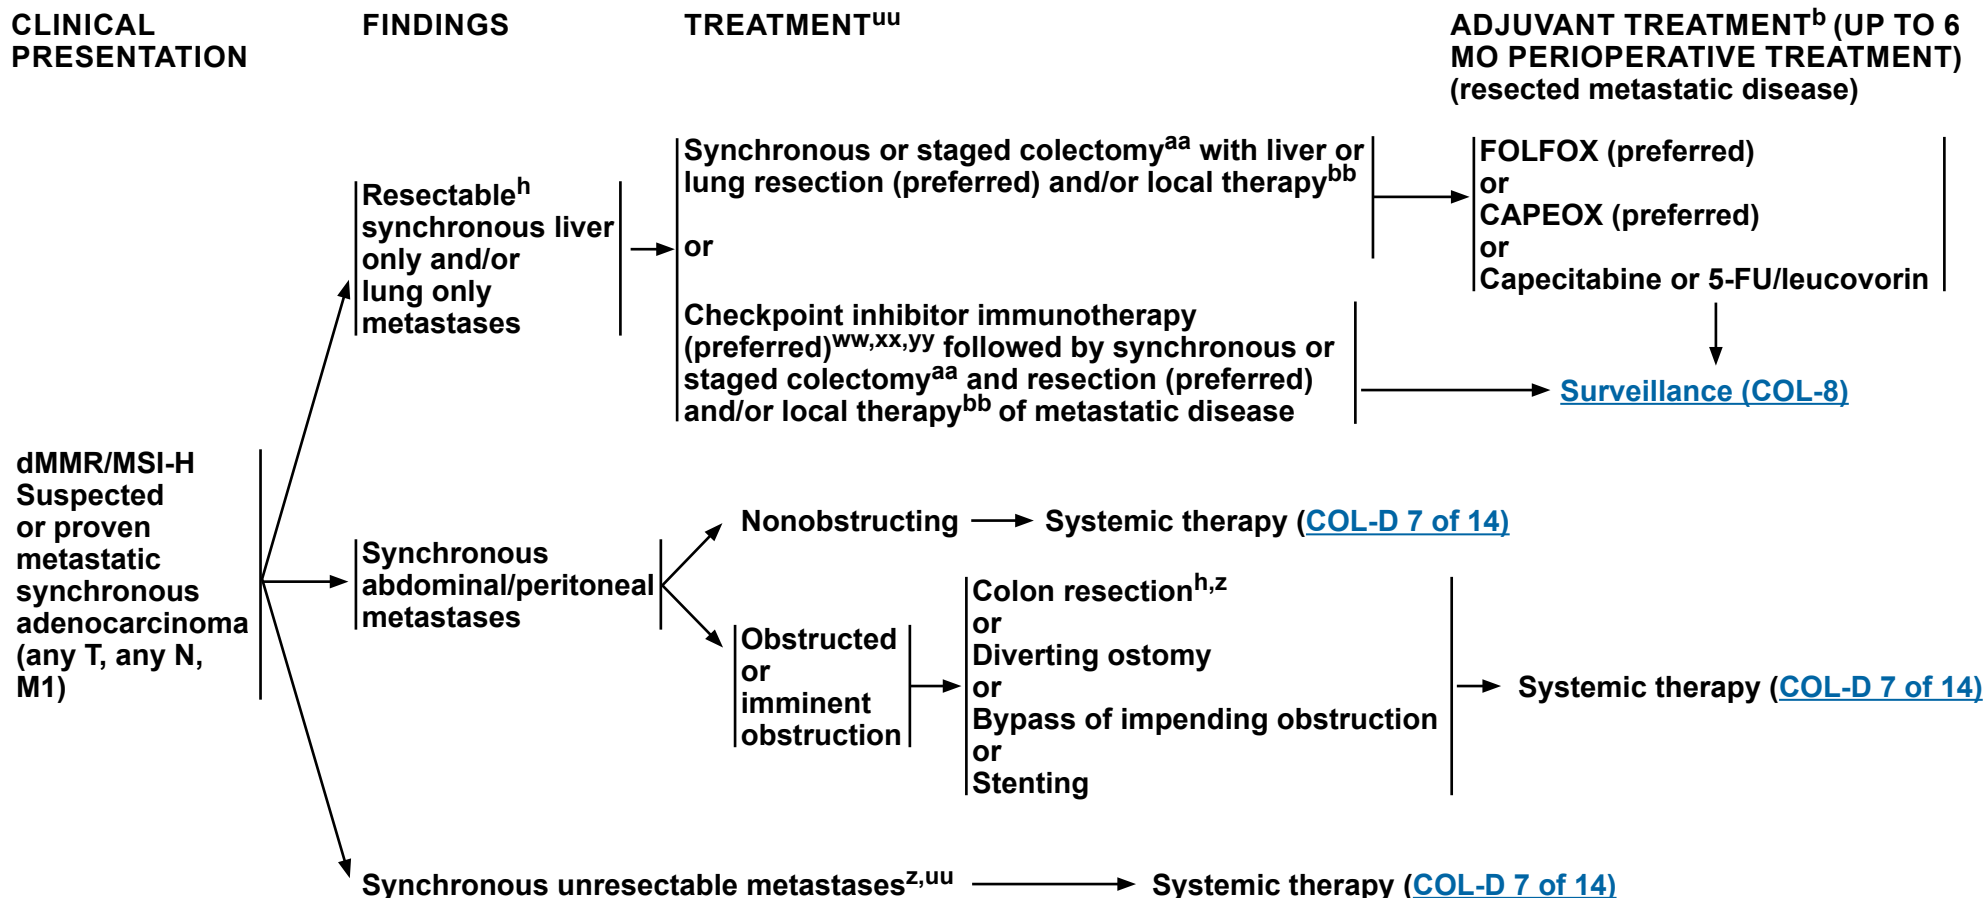 CLINICAL
PRESENTATION
FINDINGS
TREATMENTuu
ADJUVANT TREATMENTb (UP TO 6
MO PERIOPERATIVE TREATMENT)
(resected metastatic disease)
dMMR/MSI-H
Suspected
or proven
metastatic
synchronous
adenocarcinoma
(any T, any N,
M1)
Resectableh
synchronous liver
only and/or
lung only
metastases
Synchronous or staged colectomyaa with liver or
lung resection (preferred) and/or local therapybb
or
Checkpoint inhibitor immunotherapy
(preferred)ww,xx,yy followed by synchronous or
staged colectomyaa and resection (preferred)
and/or local therapybb of metastatic disease
FOLFOX (preferred)
or
CAPEOX (preferred)
or
Capecitabine or 5-FU/leucovorin
Surveillance (COL-8)
Synchronous
abdominal/peritoneal
metastases
Nonobstructing
Systemic therapy (COL-D 7 of 14)
Obstructed
or
imminent
obstruction
Colon resectionh,z
or
Diverting ostomy
or
Bypass of impending obstruction
or
Stenting
Systemic therapy (COL-D 7 of 14)
Synchronous unresectable metastasesz,uu
Systemic therapy (COL-D 7 of 14)